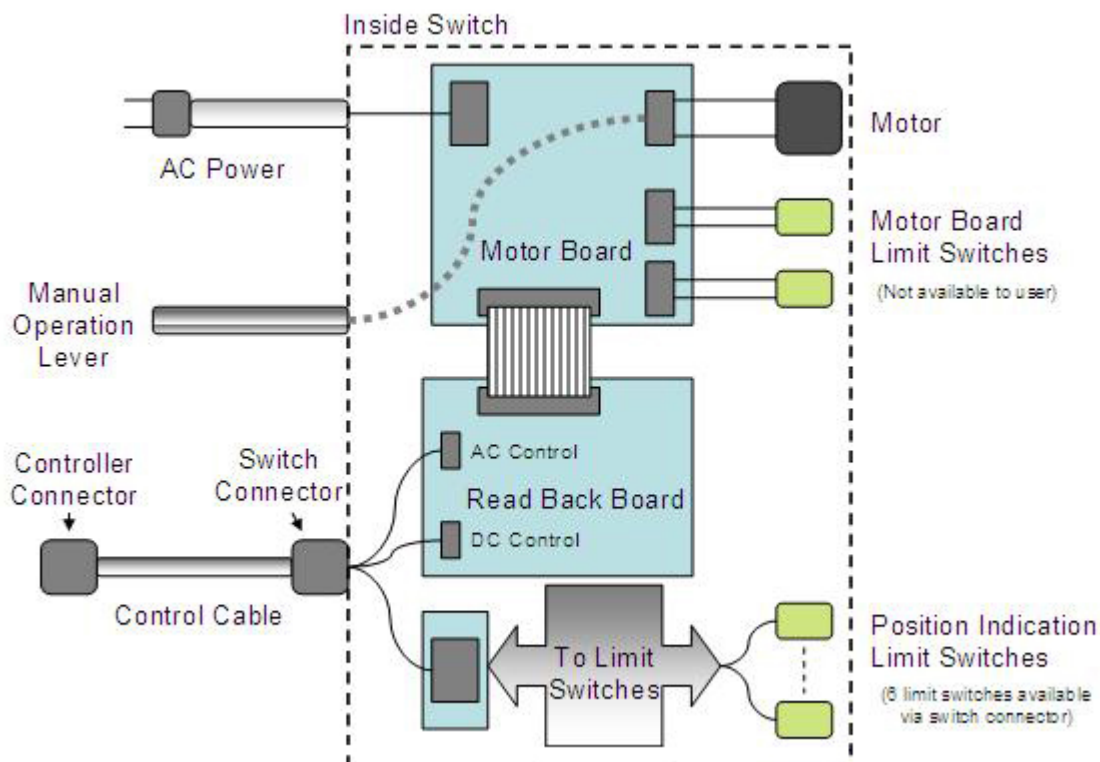 Inside Switch
AC Power
Motor
Motor Board
Motor Board
Limit Switches
(Not available to user)
Manual
Operation
Lever
AC Control
Read Back Board
DC Control
Controller
Connector
Switch
Connector
Control Cable
To Limit
Switches
Position Indication
Limit Switches
(6 limit switches available
via switch connector)